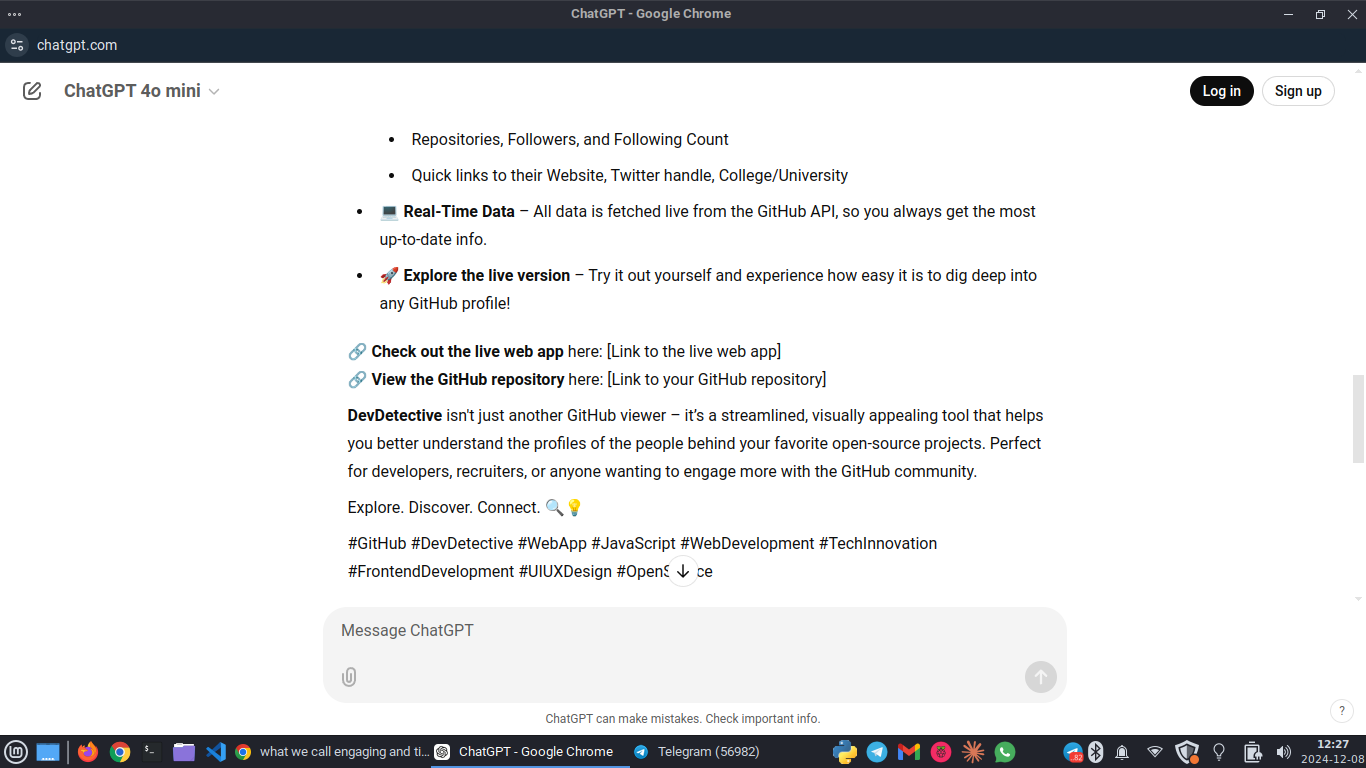 ChatGPT - Google Chrome
chatgpt.com
ChatGPT 4o mini
Log in
Sign up
• Repositories, Followers, and Following Count
• Quick links to their Website, Twitter handle, College/University
• 💻 Real-Time Data – All data is fetched live from the GitHub API, so you always get the most
up-to-date info.
• 🚀 Explore the live version – Try it out yourself and experience how easy it is to dig deep into
any GitHub profile!
🔗 Check out the live web app here: [Link to the live web app]
🔗 View the GitHub repository here: [Link to your GitHub repository]
DevDetective isn't just another GitHub viewer – it’s a streamlined, visually appealing tool that helps
you better understand the profiles of the people behind your favorite open-source projects. Perfect
for developers, recruiters, or anyone wanting to engage more with the GitHub community.
Explore. Discover. Connect. 🔍💡
#GitHub #DevDetective #WebApp #JavaScript #WebDevelopment #TechInnovation
#FrontendDevelopment #UIUXDesign
Message ChatGPT
ChatGPT can make mistakes. Check important info.
?
what we call engaging and ti...
ChatGPT - Google Chrome
Telegram (56982)
12:27
2024-12-08